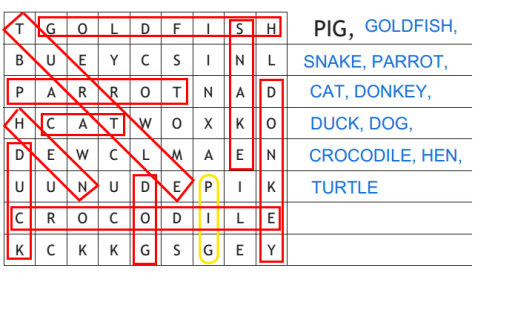 T G O L D F I S H PIG, GOLDFISH,
B U E Y C S I N L SNAKE, PARROT,
P A R R O T N A D CAT, DONKEY,
H C A T W O X K O DUCK, DOG,
D E W C L M A E N CROCODILE, HEN,
U U N U D E P I K TURTLE
C R O C O D I L E
K C K K G S G E Y